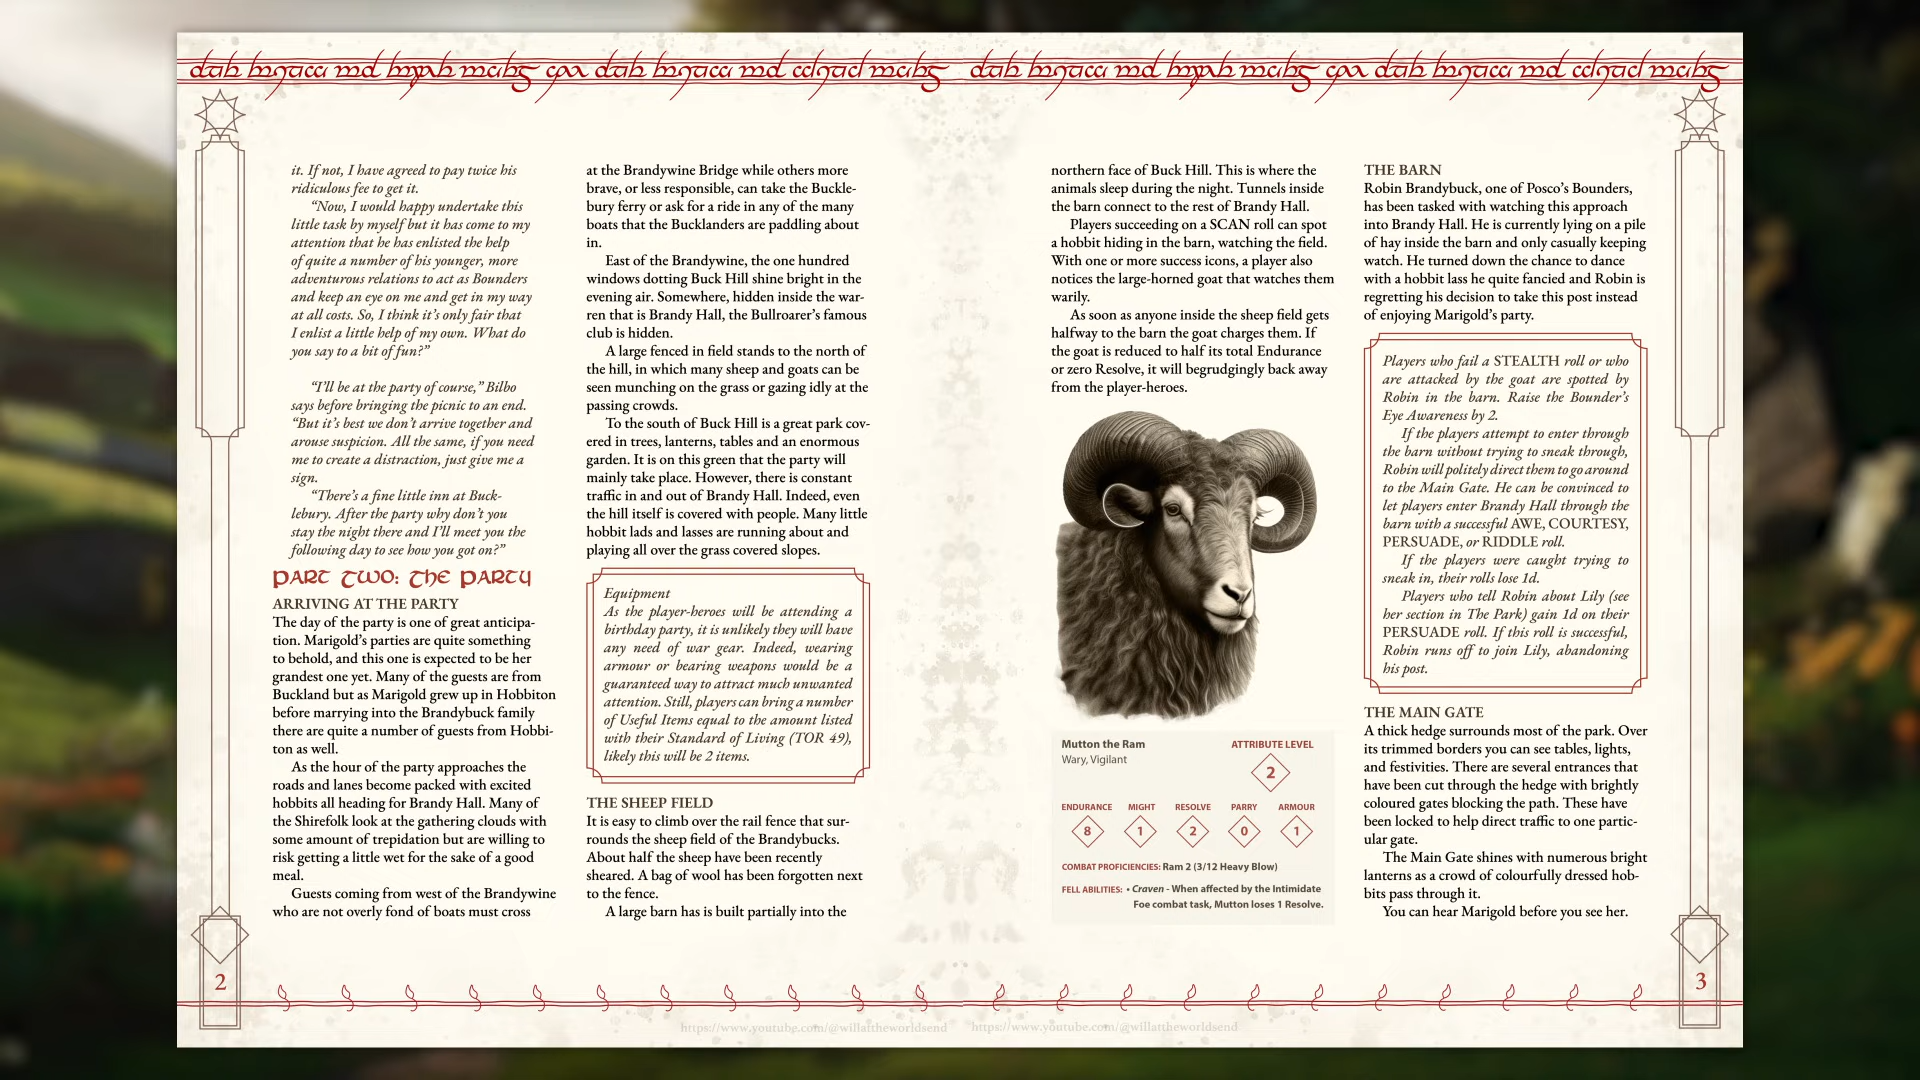 it. If not, I have agreed to pay twice his
ridiculous fee to get it.
“Now, I would happy undertake this
little task by myself but it has come to my
attention that he has enlisted the help
of quite a number of his younger, more
adventurous relations to act as Bounders
and keep an eye on me and get in my way
at all costs. So, I think it’s only fair that
I enlist a little help of my own. What do
you say to a bit of fun?”
“I’ll be at the party of course,” Bilbo
says before bringing the picnic to an end.
“But it’s best we don’t arrive together and
arouse suspicion. All the same, if you need
me to create a distraction, just give me a
sign.
“There’s a fine little inn at Buck-
lebury. After the party why don’t you
stay the night there and I’ll meet you the
following day to see how you got on?”
PART TWO: THE PARTY
ARRIVING AT THE PARTY
The day of the party is one of great anticipa-
tion. Marigold’s parties are quite something
to behold, and this one is expected to be her
grandest one yet. Many of the guests are from
Buckland but as Marigold grew up in Hobbiton
before marrying into the Brandybuck family
there are quite a number of guests from Hobbi-
ton as well.
As the hour of the party approaches the
roads and lanes become packed with excited
hobbits all heading for Brandy Hall. Many of
the Shirefolk look at the gathering clouds with
some amount of trepidation but are willing to
risk getting a little wet for the sake of a good
meal.
Guests coming from west of the Brandywine
who are not overly fond of boats must cross
2
at the Brandywine Bridge while others more
brave, or less responsible, can take the Buckle-
bury ferry or ask for a ride in any of the many
boats that the Bucklanders are paddling about
in.
East of the Brandywine, the one hundred
windows dotting Buck Hill shine bright in the
evening air. Somewhere, hidden inside the war-
ren that is Brandy Hall, the Bullroarer’s famous
club is hidden.
A large fenced in field stands to the north of
the hill, in which many sheep and goats can be
seen munching on the grass or gazing idly at the
passing crowds.
To the south of Buck Hill is a great park cov-
ered in trees, lanterns, tables and an enormous
garden. It is on this green that the party will
mainly take place. However, there is constant
traffic in and out of Brandy Hall. Indeed, even
the hill itself is covered with people. Many little
hobbit lads and lasses are running about and
playing all over the grass covered slopes.
Equipment
As the player-heroes will be attending a
birthday party, it is unlikely they will have
any need of war gear. Indeed, wearing
armour or bearing weapons would be a
guaranteed way to attract much unwanted
attention. Still, players can bring a number
of Useful Items equal to the amount listed
with their Standard of Living (TOR 49),
likely this will be 2 items.
THE SHEEP FIELD
It is easy to climb over the rail fence that sur-
rounds the sheep field of the Brandybucks.
About half the sheep have been recently
sheared. A bag of wool has been forgotten next
to the fence.
A large barn has is built partially into the
https://www.youtube.com/@willattheworldsend
northern face of Buck Hill. This is where the
animals sleep during the night. Tunnels inside
the barn connect to the rest of Brandy Hall.
Players succeeding on a SCAN roll can spot
a hobbit hiding in the barn, watching the field.
With one or more success icons, a player also
notices the large-horned goat that watches them
warily.
As soon as anyone inside the sheep field gets
halfway to the barn the goat charges them. If
the goat is reduced to half its total Endurance
or zero Resolve, it will begrudgingly back away
from the player-heroes.
Mutton the Ram
Wary, Vigilant
ATTRIBUTE LEVEL
2
ENDURANCE MIGHT RESOLVE PARRY ARMOUR
8 1 2 0 1
COMBAT PROFICIENCIES: Ram 2 (3/12 Heavy Blow)
FELL ABILITIES: • Craven - When affected by the Intimidate
Foe combat task, Mutton loses 1 Resolve.
https://www.youtube.com/@willattheworldsend
THE BARN
Robin Brandybuck, one of Posco’s Bounders,
has been tasked with watching this approach
into Brandy Hall. He is currently lying on a pile
of hay inside the barn and only casually keeping
watch. He turned down the chance to dance
with a hobbit lass he quite fancied and Robin is
regretting his decision to take this post instead
of enjoying Marigold’s party.
Players who fail a STEALTH roll or who
are attacked by the goat are spotted by
Robin in the barn. Raise the Bounder’s
Eye Awareness by 2.
If the players attempt to enter through
the barn without trying to sneak through,
Robin will politely direct them to go around
to the Main Gate. He can be convinced to
let players enter Brandy Hall through the
barn with a successful AWE, COURTESY,
PERSUADE, or RIDDLE roll.
If the players were caught trying to
sneak in, their rolls lose 1d.
Players who tell Robin about Lily (see
her section in The Park) gain 1d on their
PERSUADE roll. If this roll is successful,
Robin runs off to join Lily, abandoning
his post.
THE MAIN GATE
A thick hedge surrounds most of the park. Over
its trimmed borders you can see tables, lights,
and festivities. There are several entrances that
have been cut through the hedge with brightly
coloured gates blocking the path. These have
been locked to help direct traffic to one partic-
ular gate.
The Main Gate shines with numerous bright
lanterns as a crowd of colourfully dressed hob-
bits pass through it.
You can hear Marigold before you see her.
3